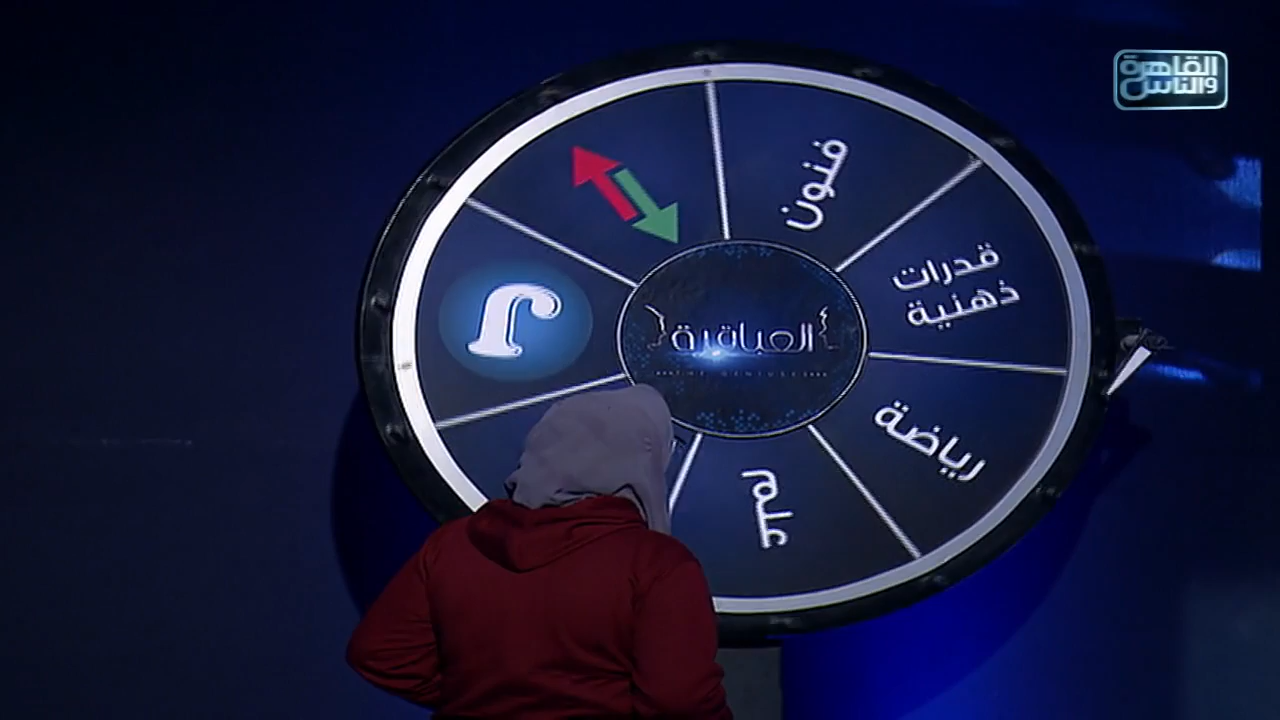 القاهرة
والناس
فنون
قدرات
ذهنية
رياضة
علوم
العباقرة